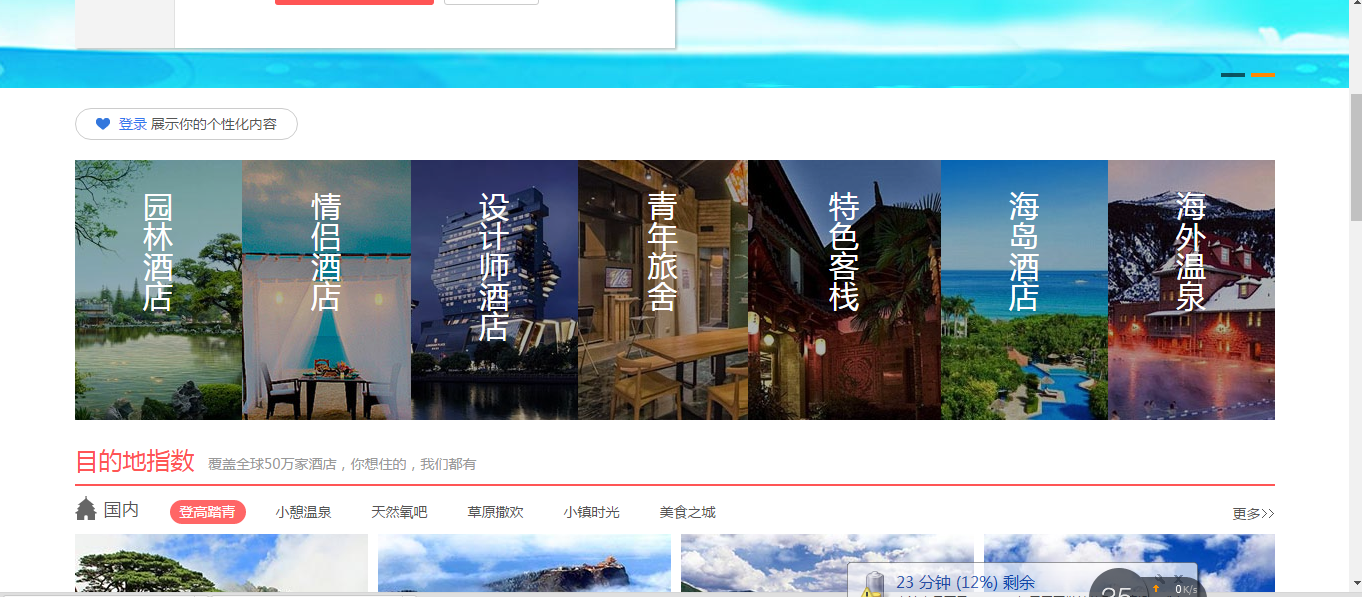 登录 展示你的个性化内容
园林酒店
情侣酒店
设计师酒店
青年旅舍
特色客栈
海岛酒店
海外温泉
目的地指数 覆盖全球50万家酒店，你想住的，我们都有
国内 登高踏青 小憩温泉 天然氧吧 草原撒欢 小镇时光 美食之城 更多>>
23 分钟 (12%) 剩余
0K/s